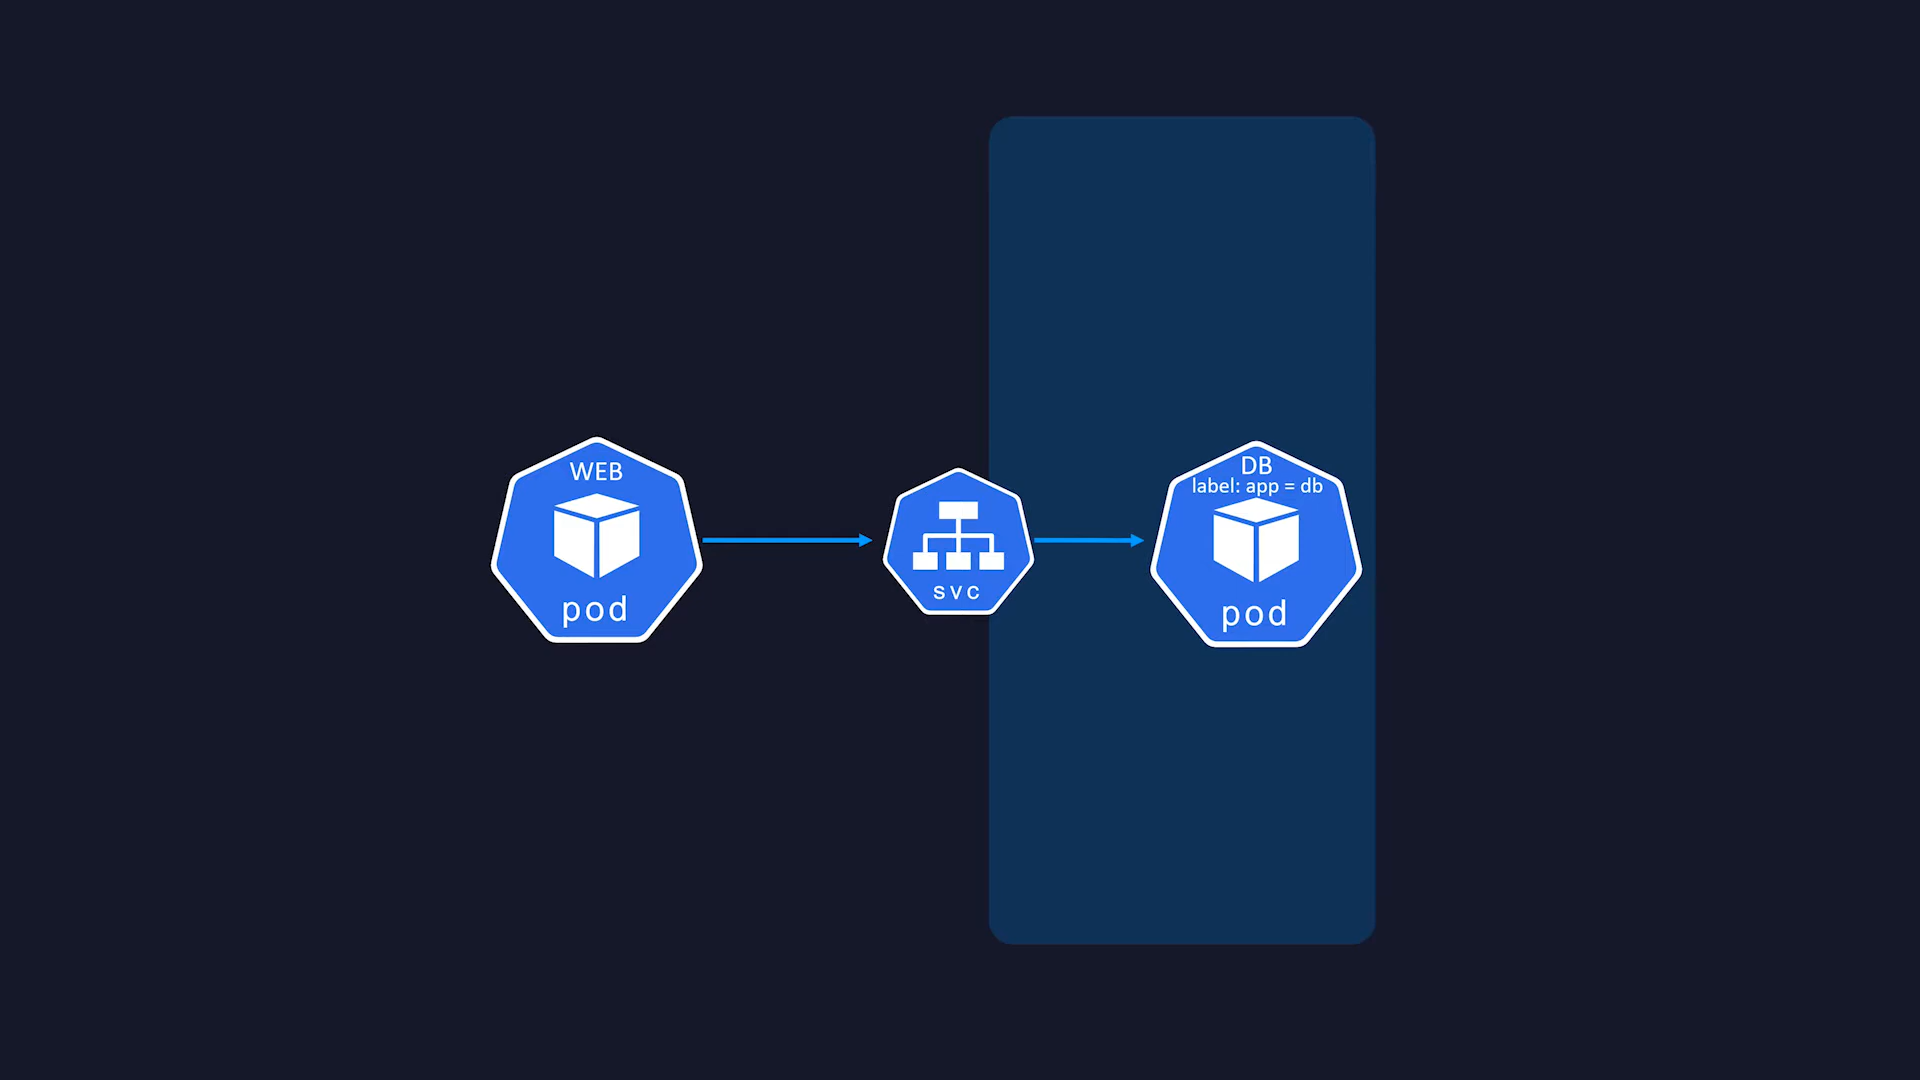 WEB
pod
svc
DB
label: app = db
pod